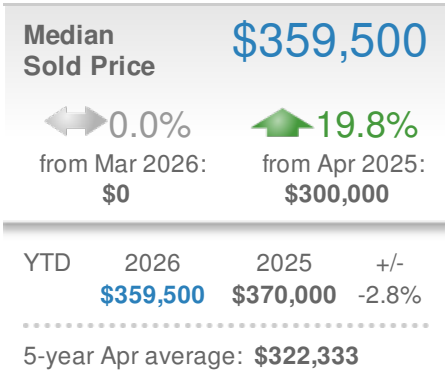 Median $359,500
Sold Price
0.0% 19.8%
from Mar 2026: from Apr 2025:
$0 $300,000
YTD 2026 2025 +/-
$359,500 $370,000 -2.8%
5-year Apr average: $322,333